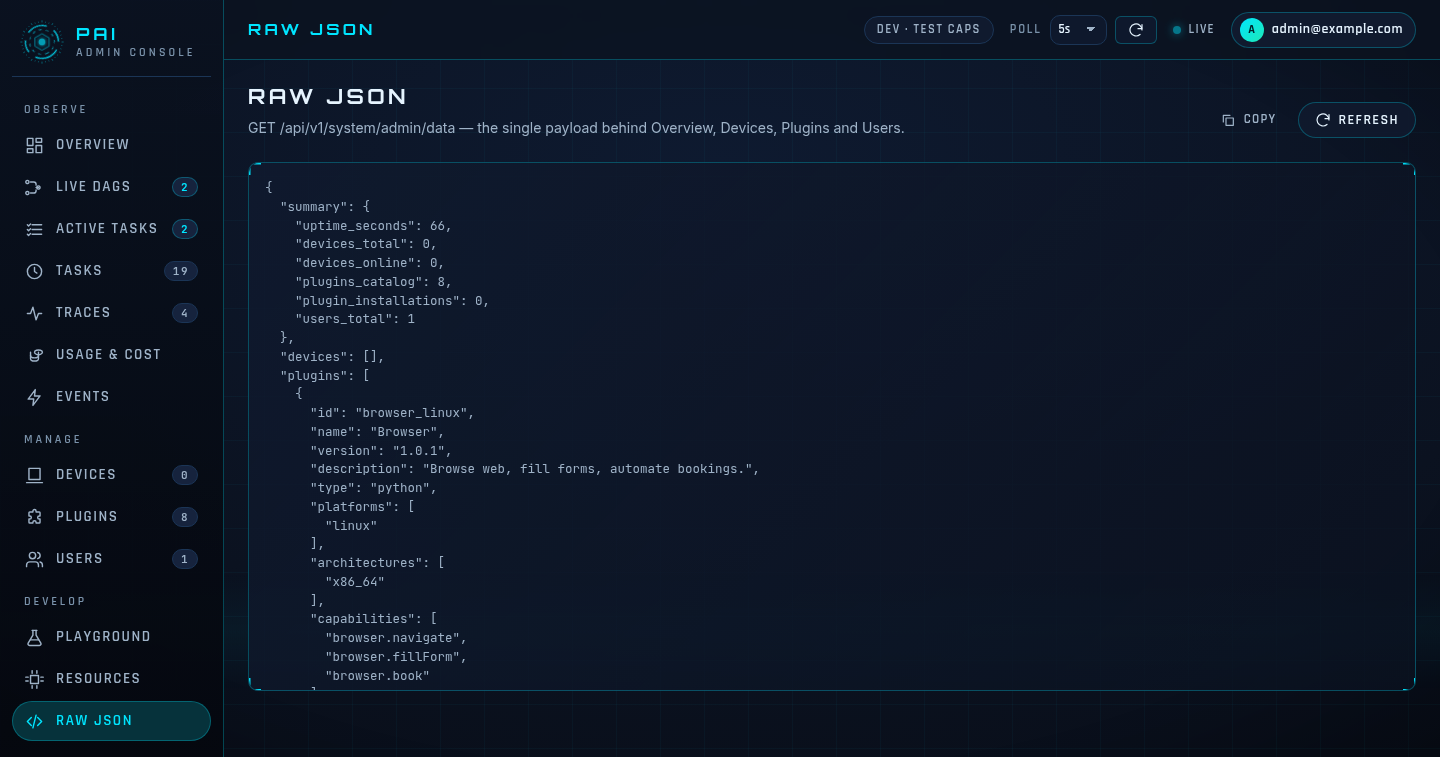 PAI
ADMIN CONSOLE
OBSERVE
OVERVIEW
LIVE DAGS 2
ACTIVE TASKS 2
TASKS 19
TRACES 4
USAGE & COST
EVENTS
MANAGE
DEVICES 0
PLUGINS 8
USERS 1
DEVELOP
PLAYGROUND
RESOURCES
RAW JSON
RAW JSON
DEV · TEST CAPS
POLL
5s
LIVE
A
admin@example.com
RAW JSON
GET /api/v1/system/admin/data — the single payload behind Overview, Devices, Plugins and Users.
COPY
REFRESH
{
  "summary": {
    "uptime_seconds": 66,
    "devices_total": 0,
    "devices_online": 0,
    "plugins_catalog": 8,
    "plugin_installations": 0,
    "users_total": 1
  },
  "devices": [],
  "plugins": [
    {
      "id": "browser_linux",
      "name": "Browser",
      "version": "1.0.1",
      "description": "Browse web, fill forms, automate bookings.",
      "type": "python",
      "platforms": [
        "linux"
      ],
      "architectures": [
        "x86_64"
      ],
      "capabilities": [
        "browser.navigate",
        "browser.fillForm",
        "browser.book"